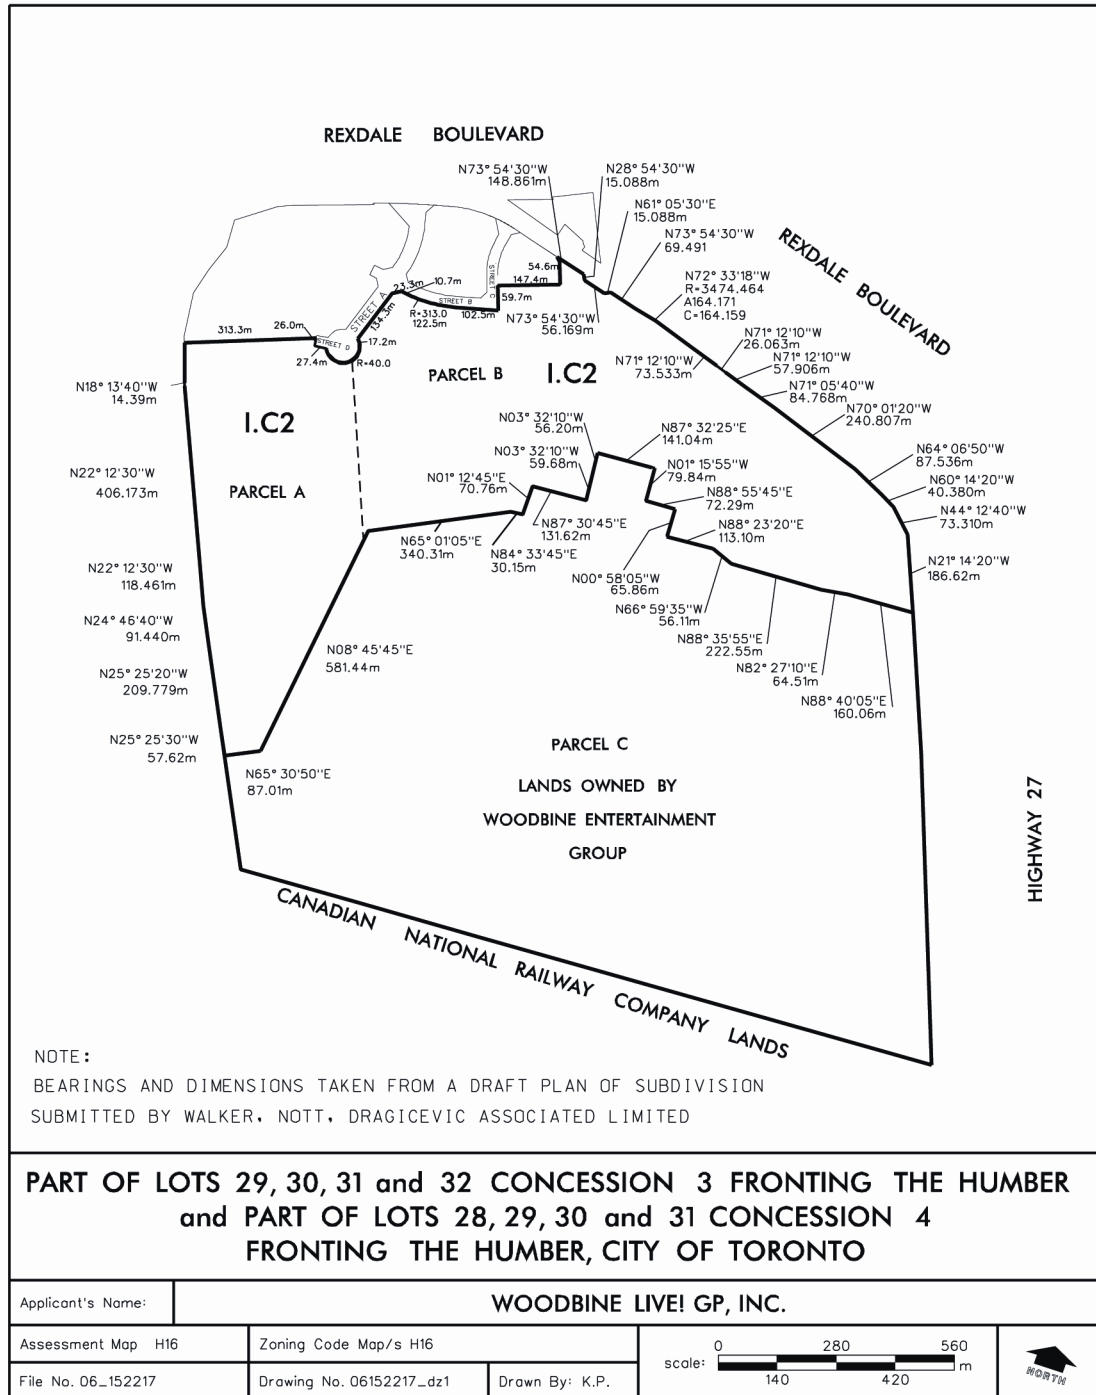 REXDALE BOULEVARD
N73° 54'30"W
148.861m
N28° 54'30"W
15.088m
N61° 05'30"E
15.088m
N73° 54'30"W
69.491
REXDALE BOULEVARD
N72° 33'18"W
R=3474.464
A164.171
C=164.159
54.6m
147.4m
STREET C
59.7m
23.3m
10.7m
STREET B
R=313.0
122.5m
102.5m
N73° 54'30"W
56.169m
STREET A
134.3m
313.3m
26.0m
STREET D
17.2m
27.4m
R=40.0
N71° 12'10"W
26.063m
N71° 12'10"W
57.906m
N71° 12'10"W
73.533m
N71° 05'40"W
84.768m
N70° 01'20"W
240.807m
PARCEL B
I.C2
N18° 13'40"W
14.39m
I.C2
N03° 32'10"W
56.20m
N87° 32'25"E
141.04m
N64° 06'50"W
87.536m
N03° 32'10"W
59.68m
N01° 15'55"W
79.84m
N60° 14'20"W
40.380m
N22° 12'30"W
406.173m
PARCEL A
N01° 12'45"E
70.76m
N88° 55'45"E
72.29m
N44° 12'40"W
73.310m
N87° 30'45"E
131.62m
N88° 23'20"E
113.10m
N65° 01'05"E
340.31m
N84° 33'45"E
30.15m
N21° 14'20"W
186.62m
N22° 12'30"W
118.461m
N00° 58'05"W
65.86m
N66° 59'35"W
56.11m
N24° 46'40"W
91.440m
N88° 35'55"E
222.55m
N08° 45'45"E
581.44m
N82° 27'10"E
64.51m
N25° 25'20"W
209.779m
N88° 40'05"E
160.06m
N25° 25'30"W
57.62m
N65° 30'50"E
87.01m
PARCEL C
LANDS OWNED BY
WOODBINE ENTERTAINMENT
GROUP
HIGHWAY 27
CANADIAN NATIONAL RAILWAY COMPANY LANDS
NOTE:
BEARINGS AND DIMENSIONS TAKEN FROM A DRAFT PLAN OF SUBDIVISION
SUBMITTED BY WALKER, NOTT, DRAGICEVIC ASSOCIATED LIMITED
PART OF LOTS 29, 30, 31 and 32 CONCESSION 3 FRONTING THE HUMBER
and PART OF LOTS 28, 29, 30 and 31 CONCESSION 4
FRONTING THE HUMBER, CITY OF TORONTO
Applicant's Name: WOODBINE LIVE! GP, INC.
Assessment Map H16
Zoning Code Map/s H16
File No. 06_152217
Drawing No. 06152217_dz1
Drawn By: K.P.
0 280 560
scale: m
140 420
NORTH